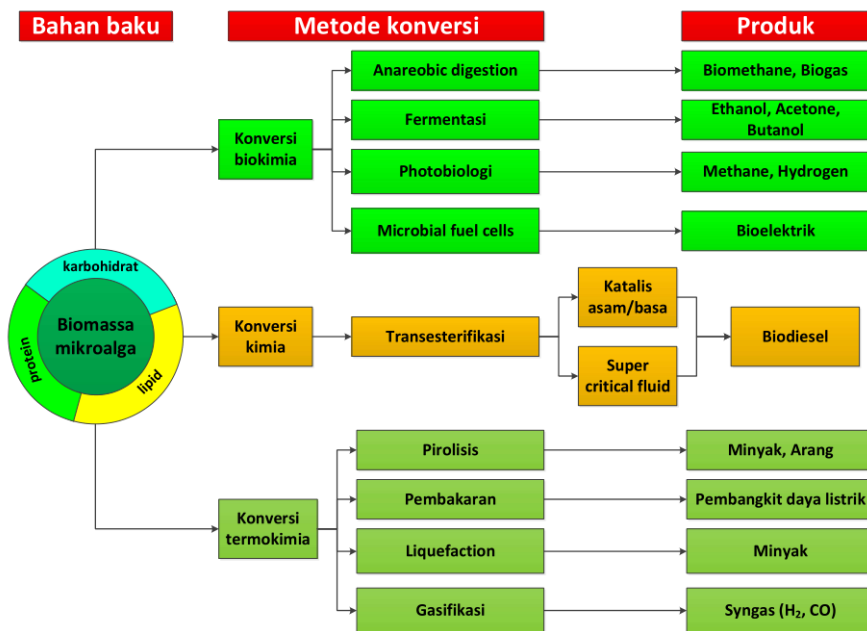 Bahan baku
Metode konversi
Produk
Anareobic digestion
Biomethane, Biogas
Konversi
biokimia
Fermentasi
Ethanol, Acetone,
Butanol
Photobiologi
Methane, Hydrogen
Microbial fuel cells
Bioelektrik
karbohidrat
protein
lipid
Biomassa
mikroalga
Konversi
kimia
Transesterifikasi
Katalis
asam/basa
Super
critical fluid
Biodiesel
Konversi
termokimia
Pirolisis
Minyak, Arang
Pembakaran
Pembangkit daya listrik
Liquefaction
Minyak
Gasifikasi
Syngas (H₂, CO)